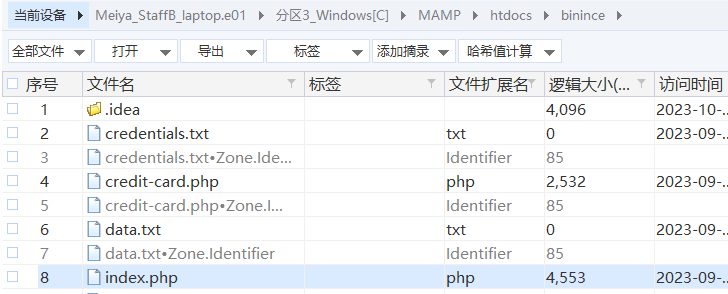 当前设备 Meiya_StaffB_laptop.e01 分区3_Windows[C] MAMP htdocs binince
全部文件 打开 导出 标签 添加摘录 哈希值计算
序号 文件名 标签 文件扩展名 逻辑大小(... 访问时间
1 .idea 4,096 2023-10-...
2 credentials.txt txt 0 2023-09-...
3 credentials.txt•Zone.Ide... Identifier 85
4 credit-card.php php 2,532 2023-09-...
5 credit-card.php•Zone.I... Identifier 85
6 data.txt txt 0 2023-09-...
7 data.txt•Zone.Identifier Identifier 85
8 index.php php 4,553 2023-09-...